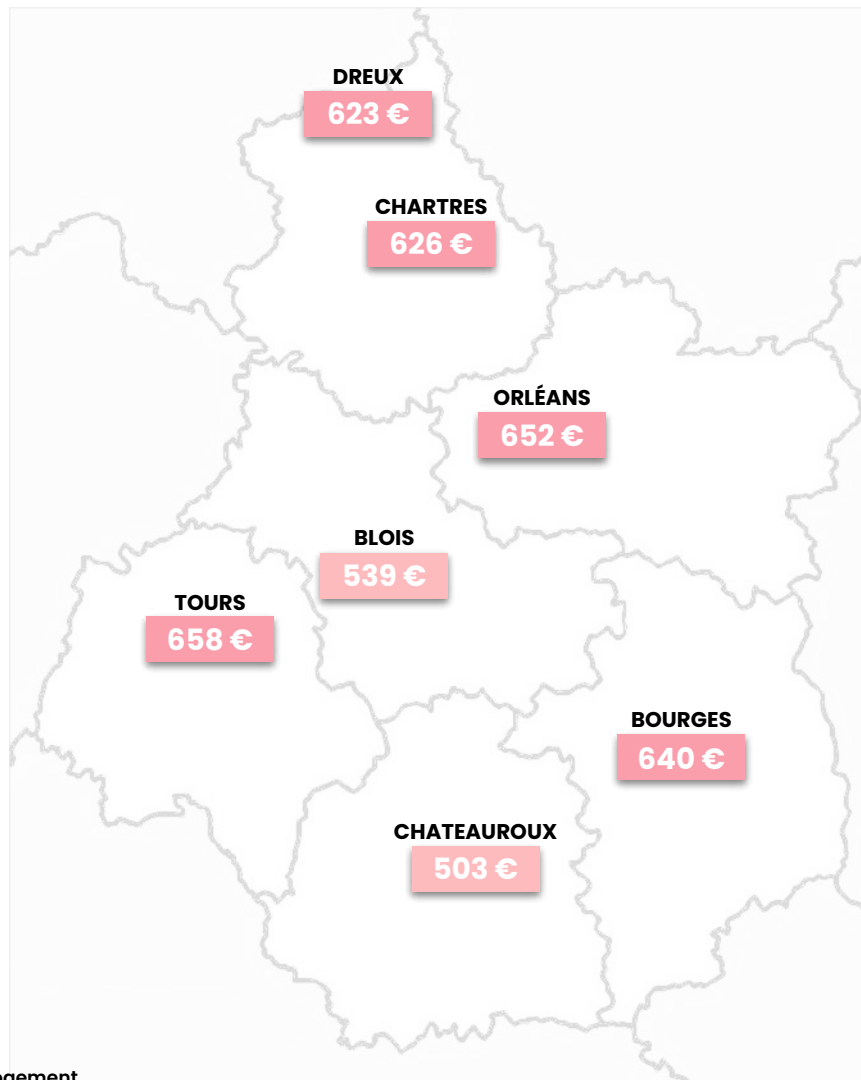 DREUX
623 €
CHARTRES
626 €
ORLÉANS
652 €
BLOIS
539 €
TOURS
658 €
BOURGES
640 €
CHATEAUROUX
503 €